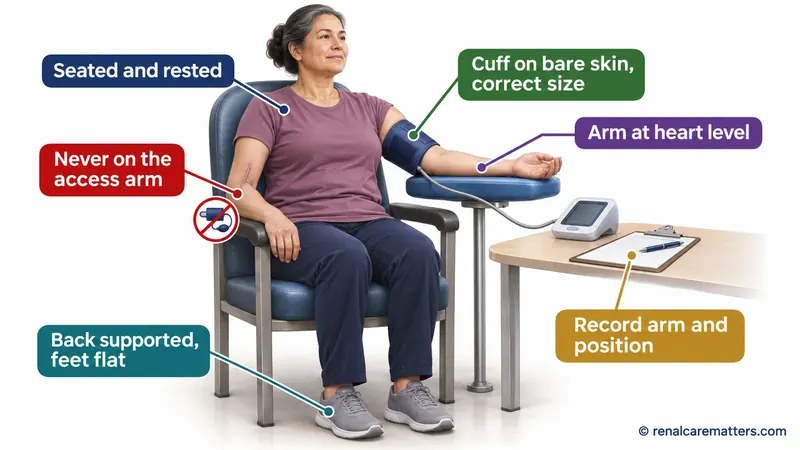 Seated and rested
Cuff on bare skin,
correct size
Arm at heart level
Never on the
access arm
Back supported,
feet flat
Record arm and
position
© renalcarematters.com